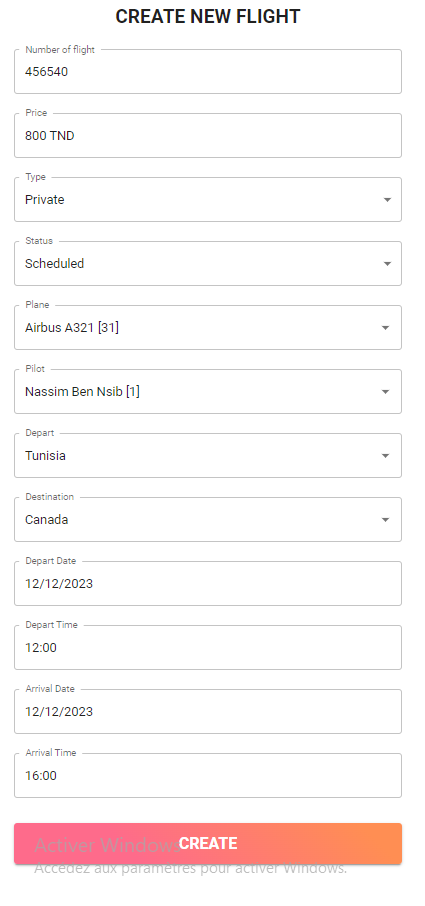 CREATE NEW FLIGHT
Number of flight
456540
Price
800 TND
Type
Private
Status
Scheduled
Plane
Airbus A321 [31]
Pilot
Nassim Ben Nsib [1]
Depart
Tunisia
Destination
Canada
Depart Date
12/12/2023
Depart Time
12:00
Arrival Date
12/12/2023
Arrival Time
16:00
CREATE
Activer Windows
Accédez aux paramètres pour activer Windows.